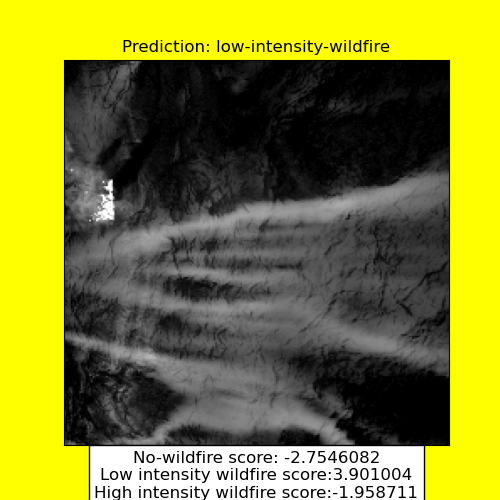 Prediction: low-intensity-wildfire
No-wildfire score: -2.7546082
Low intensity wildfire score:3.901004
High intensity wildfire score:-1.958711